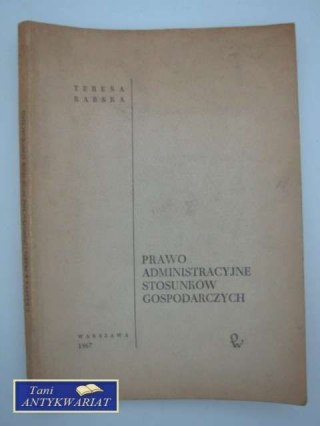 TERESA
RABSKA
PRAWO
ADMINISTRACYJNE
STOSUNKÓW
GOSPODARCZYCH
WARSZAWA
1967
Tani
ANTYKWARIAT